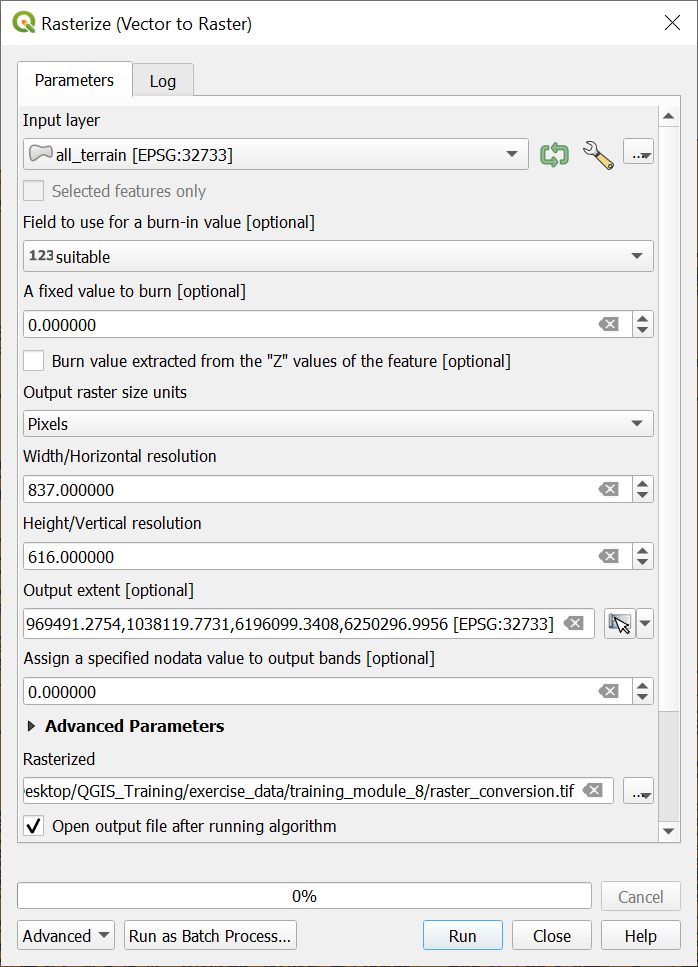 Rasterize (Vector to Raster)
Parameters
Log
Input layer
all_terrain [EPSG:32733]
...
Selected features only
Field to use for a burn-in value [optional]
123 suitable
A fixed value to burn [optional]
0.000000
Burn value extracted from the "Z" values of the feature [optional]
Output raster size units
Pixels
Width/Horizontal resolution
837.000000
Height/Vertical resolution
616.000000
Output extent [optional]
969491.2754,1038119.7731,6196099.3408,6250296.9956 [EPSG:32733]
Assign a specified nodata value to output bands [optional]
0.000000
Advanced Parameters
Rasterized
esktop/QGIS_Training/exercise_data/training_module_8/raster_conversion.tif
...
Open output file after running algorithm
0%
Cancel
Advanced
Run as Batch Process...
Run
Close
Help